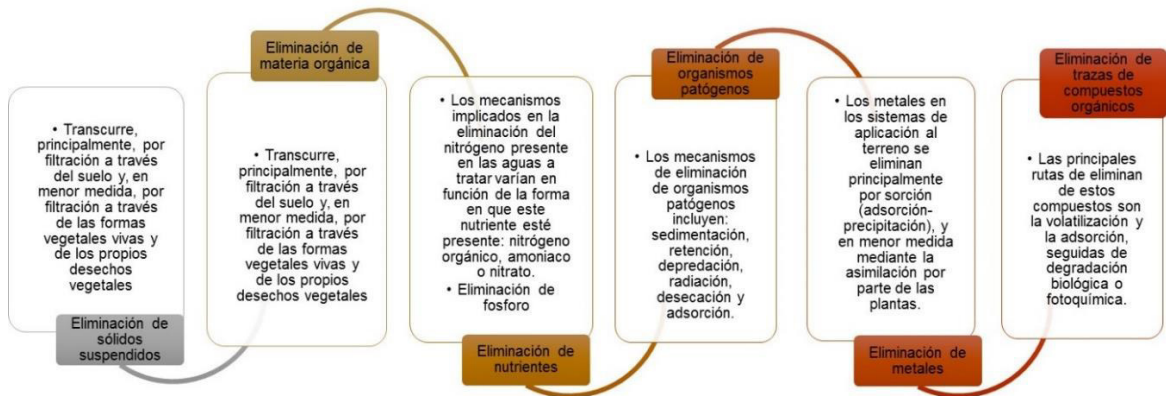 • Transcurre,
principalmente, por
filtración a través
del suelo y, en
menor medida, por
filtración a través
de las formas
vegetales vivas y
de los propios
desechos
vegetales
Eliminación de
sólidos
suspendidos
Eliminación de
materia orgánica
• Transcurre,
principalmente, por
filtración a través
del suelo y, en
menor medida, por
filtración a través
de las formas
vegetales vivas y
de los propios
desechos vegetales
• Los mecanismos
implicados en la
eliminación del
nitrógeno presente
en las aguas a
tratar varían en
función de la forma
en que este
nutriente esté
presente: nitrógeno
orgánico, amoniaco
o nitrato.
• Eliminación de
fosforo
Eliminación de
nutrientes
Eliminación de
organismos
patógenos
• Los mecanismos
de eliminación de
organismos
patógenos
incluyen:
sedimentación,
retención,
depredación,
radiación,
desecación y
adsorción.
• Los metales en
los sistemas de
aplicación al
terreno se
eliminan
principalmente
por sorción
(adsorción-
precipitación), y
en menor medida
mediante la
asimilación por
parte de las
plantas.
Eliminación de
metales
Eliminación de
trazas de
compuestos
orgánicos
• Las principales
rutas de eliminan
de estos
compuestos son
la volatilización y
la adsorción,
seguidas de
degradación
biológica o
fotoquímica.